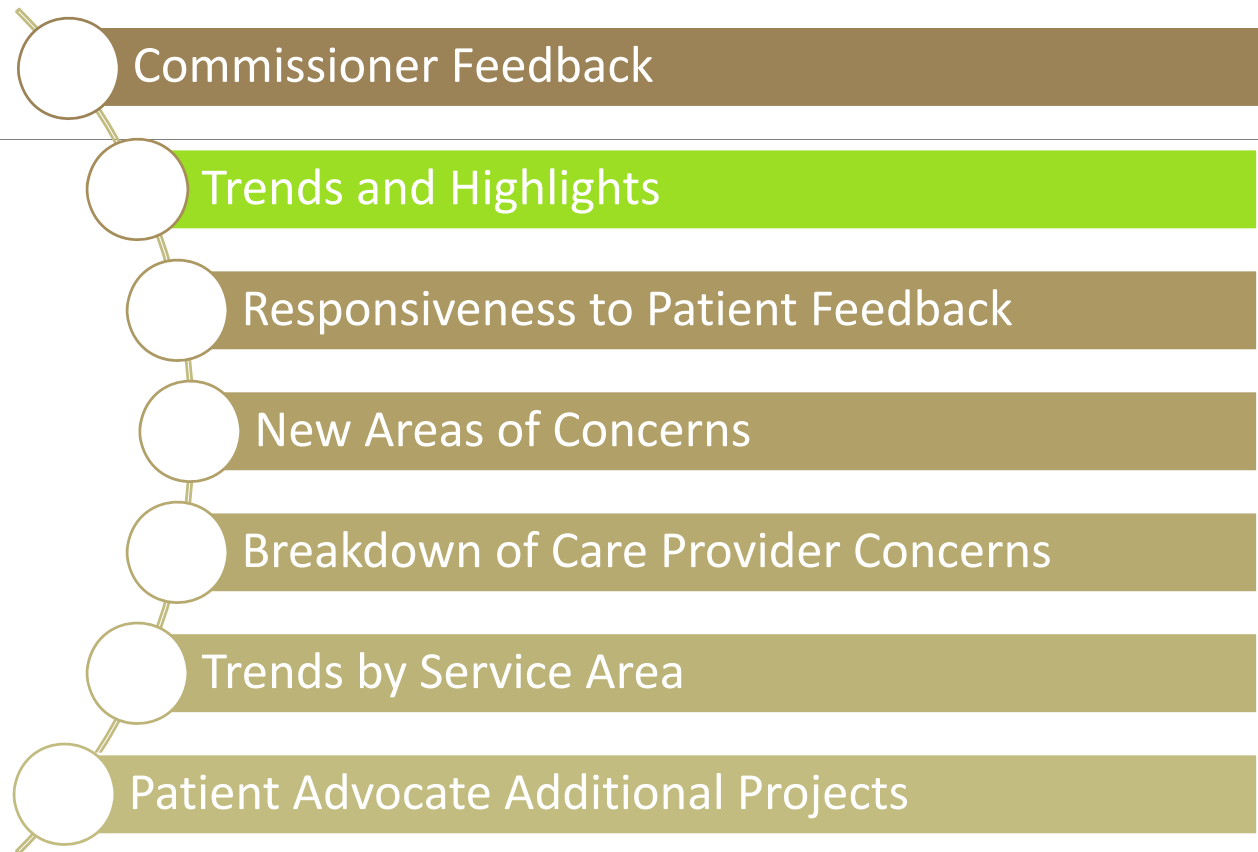 Commissioner Feedback
Trends and Highlights
Responsiveness to Patient Feedback
New Areas of Concerns
Breakdown of Care Provider Concerns
Trends by Service Area
Patient Advocate Additional Projects